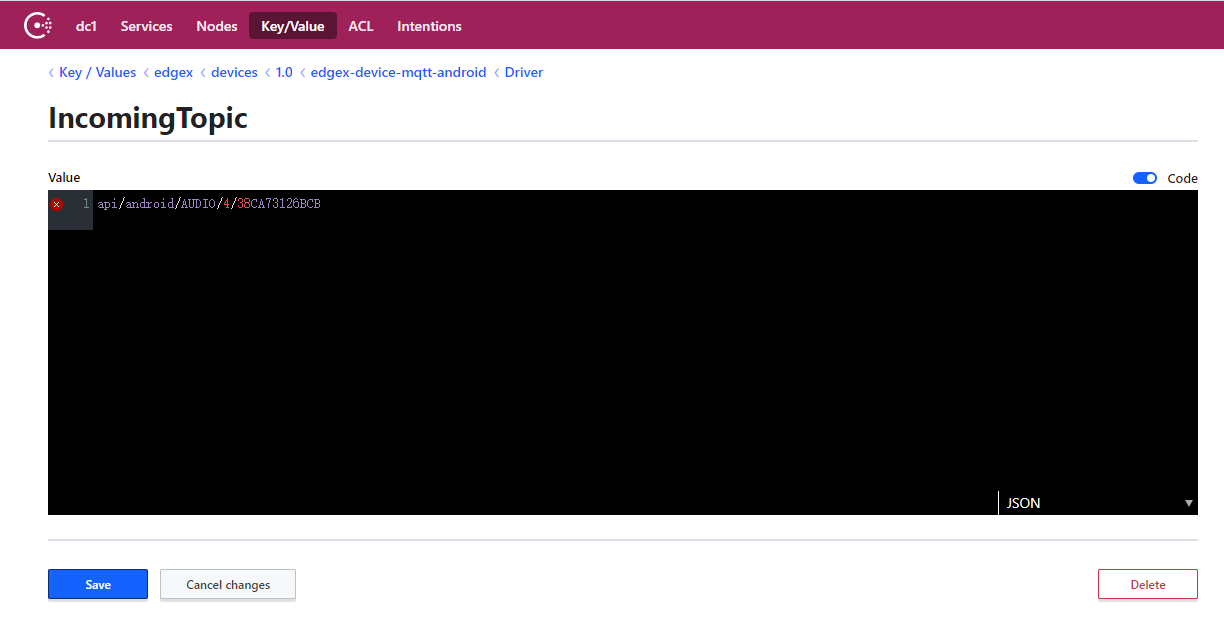 dc1 Services Nodes Key/Value ACL Intentions
Key / Values edgex devices 1.0 edgex-device-mqtt-android Driver
IncomingTopic
Value Code
1 api/android/AUDIO/4/38CA73126BCB
JSON
Save Cancel changes Delete